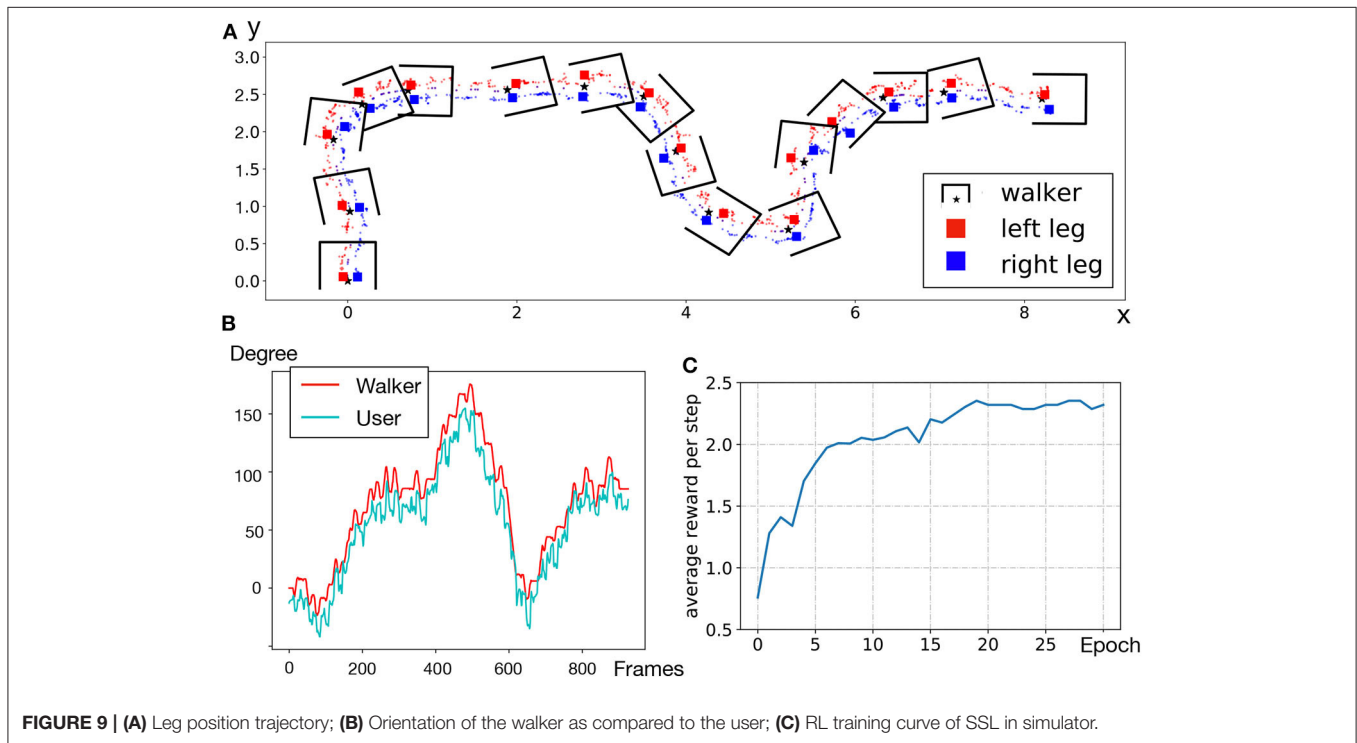 A
y
3.0
2.5
2.0
1.5
1.0
0.5
0.0
0 2 4 6 8
x
walker
left leg
right leg
B
Degree
Walker
User
150
100
50
0
0 200 400 600 800
Frames
C
2.5
2.0
1.5
1.0
0.5
average reward per step
0 5 10 15 20 25
Epoch
FIGURE 9 | (A) Leg position trajectory; (B) Orientation of the walker as compared to the user; (C) RL training curve of SSL in simulator.